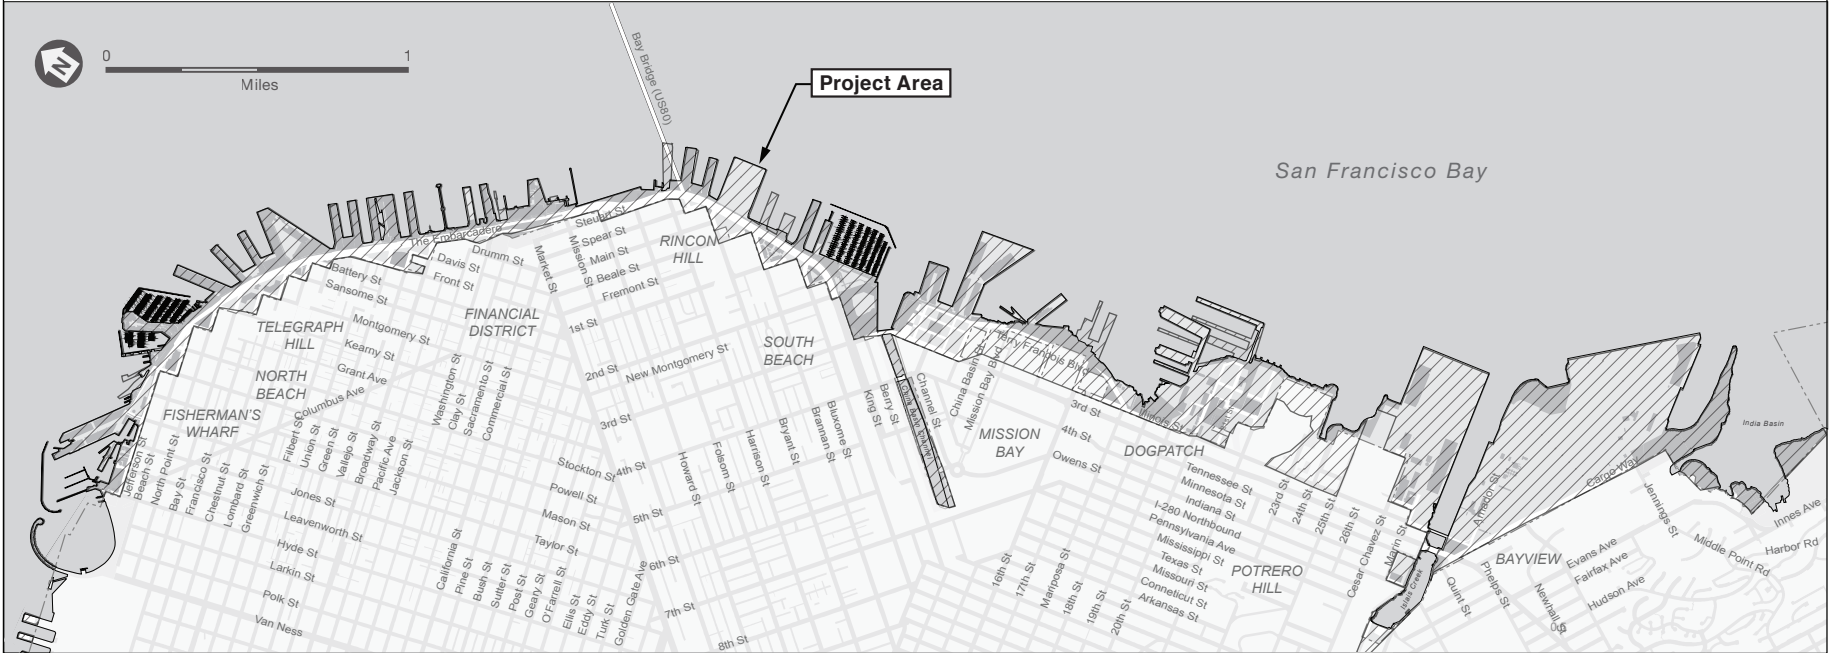 N
0
1
Miles
Bay Bridge (US80)
Project Area
San Francisco Bay
The Embarcadero
Steuart St
Spear St
Main St
Beale St
Fremont St
Mission St
Market St
Drumm St
Davis St
Front St
Battery St
Sansome St
Montgomery St
Kearny St
Grant Ave
Columbus Ave
RINCON
HILL
FINANCIAL
DISTRICT
TELEGRAPH
HILL
NORTH
BEACH
FISHERMAN'S
WHARF
SOUTH
BEACH
1st St
2nd St
New Montgomery St
3rd St
4th St
5th St
6th St
7th St
8th St
Washington St
Clay St
Sacramento St
Commercial St
Jefferson St
Beach St
North Point St
Bay St
Francisco St
Chestnut St
Lombard St
Greenwich St
Filbert St
Union St
Green St
Vallejo St
Broadway St
Pacific Ave
Jackson St
Jones St
Leavenworth St
Hyde St
Larkin St
Polk St
Van Ness
Stockton St
Powell St
Mason St
Taylor St
California St
Pine St
Bush St
Sutter St
Post St
Geary St
O'Farrell St
Ellis St
Eddy St
Turk St
Golden Gate Ave
Howard St
Folsom St
Harrison St
Bryant St
Brannan St
Bluxome St
King St
Berry St
Channel St
China Basin St
Mission Bay Blvd
Terry Francois Blvd
3rd St
4th St
Owens St
Illinois St
MISSION
BAY
DOGPATCH
Tennessee St
Minnesota St
Indiana St
I-280 Northbound
Pennsylvania Ave
Mississippi St
Texas St
Missouri St
Connecticut St
Arkansas St
16th St
17th St
Mariposa St
18th St
19th St
20th St
23rd St
24th St
25th St
26th St
Cesar Chavez St
Marin St
POTRERO
HILL
Islais Creek
Amador St
Cargo Way
India Basin
BAYVIEW
Jennings St
Evans Ave
Fairfax Ave
Hudson Ave
Middle Point Rd
Innes Ave
Harbor Rd
Quint St
Phelps St
Newhall St